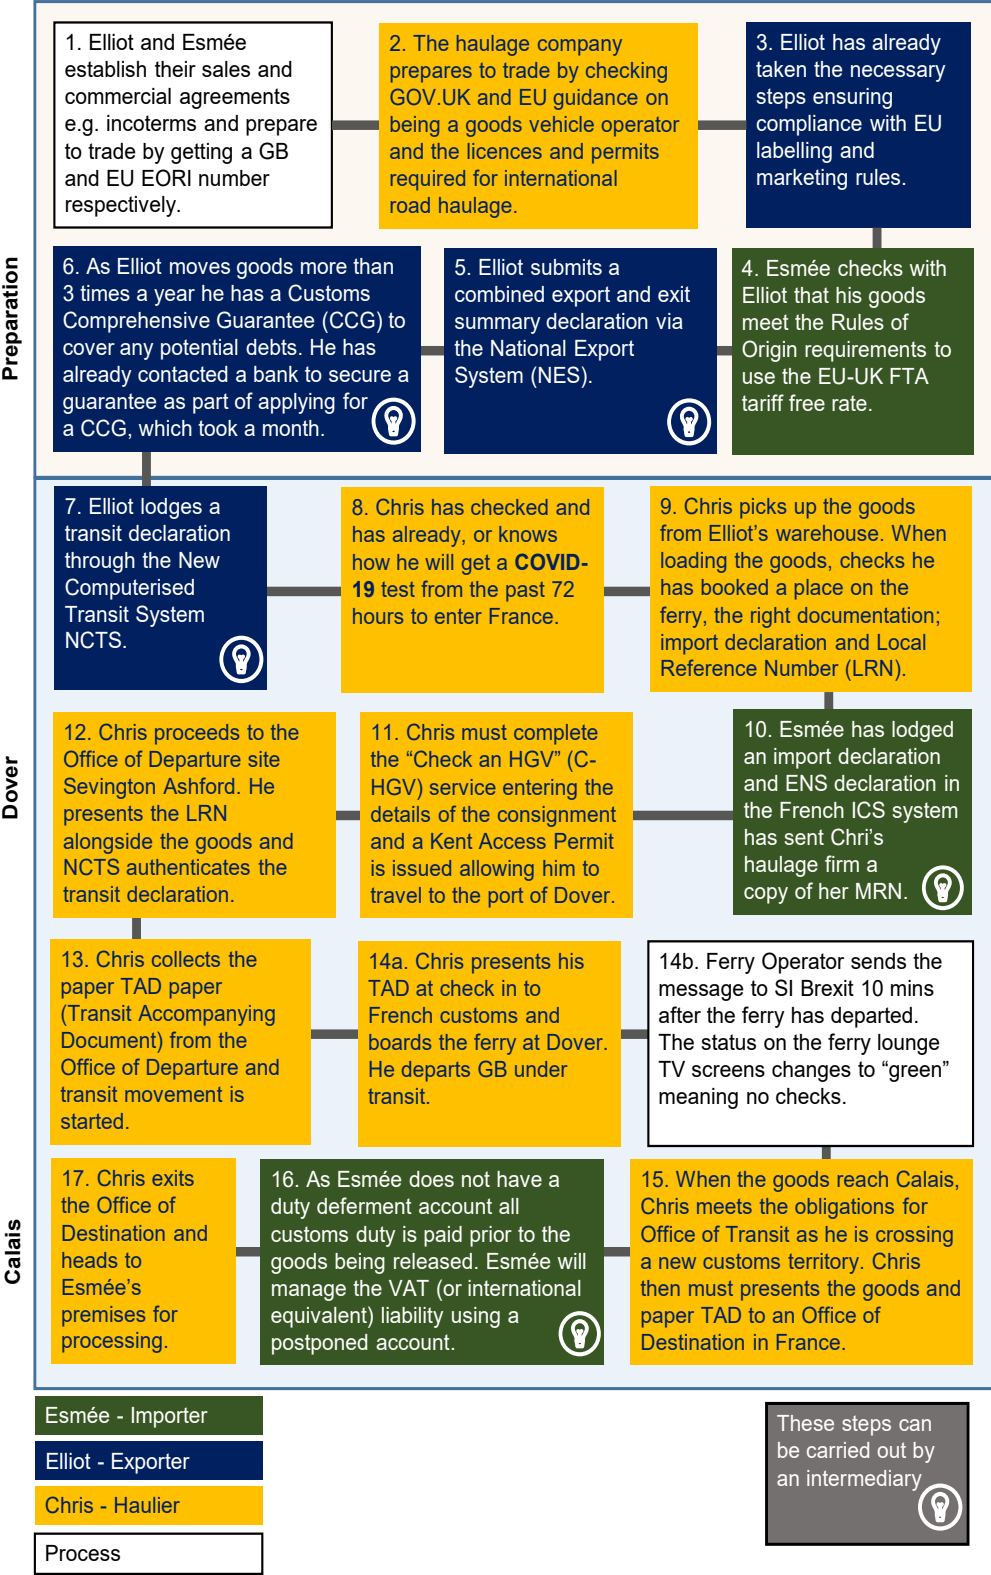 1. Elliot and Esmée
establish their sales and
commercial agreements
e.g. incoterms and prepare
to trade by getting a GB
and EU EORI number
respectively.
2. The haulage company
prepares to trade by checking
GOV.UK and EU guidance on
being a goods vehicle operator
and the licences and permits
required for international
road haulage.
3. Elliot has already
taken the necessary
steps ensuring
compliance with EU
labelling and
marketing rules.
Preparation
6. As Elliot moves goods more than
3 times a year he has a Customs
Comprehensive Guarantee (CCG) to
cover any potential debts. He has
already contacted a bank to secure a
guarantee as part of applying for
a CCG, which took a month.
5. Elliot submits a
combined export and exit
summary declaration via
the National Export
System (NES).
4. Esmée checks with
Elliot that his goods
meet the Rules of
Origin requirements to
use the EU-UK FTA
tariff free rate.
7. Elliot lodges a
transit declaration
through the New
Computerised
Transit System
NCTS.
8. Chris has checked and
has already, or knows
how he will get a COVID-
19 test from the past 72
hours to enter France.
9. Chris picks up the goods
from Elliot's warehouse. When
loading the goods, checks he
has booked a place on the
ferry, the right documentation;
import declaration and Local
Reference Number (LRN).
Dover
12. Chris proceeds to the
Office of Departure site
Sevington Ashford. He
presents the LRN
alongside the goods and
NCTS authenticates the
transit declaration.
11. Chris must complete
the “Check an HGV” (C-
HGV) service entering the
details of the consignment
and a Kent Access Permit
is issued allowing him to
travel to the port of Dover.
10. Esmée has lodged
an import declaration
and ENS declaration in
the French ICS system
has sent Chri's
haulage firm a
copy of her MRN.
13. Chris collects the
paper TAD paper
(Transit Accompanying
Document) from the
Office of Departure and
transit movement is
started.
14a. Chris presents his
TAD at check in to
French customs and
boards the ferry at Dover.
He departs GB under
transit.
14b. Ferry Operator sends the
message to SI Brexit 10 mins
after the ferry has departed.
The status on the ferry lounge
TV screens changes to “green”
meaning no checks.
Calais
17. Chris exits
the Office of
Destination and
heads to
Esmée's
premises for
processing.
16. As Esmée does not have a
duty deferment account all
customs duty is paid prior to the
goods being released. Esmée will
manage the VAT (or international
equivalent) liability using a
postponed account.
15. When the goods reach Calais,
Chris meets the obligations for
Office of Transit as he is crossing
a new customs territory. Chris
then must presents the goods and
paper TAD to an Office of
Destination in France.
Esmée - Importer
Elliot - Exporter
Chris - Haulier
Process
These steps can
be carried out by
an intermediary